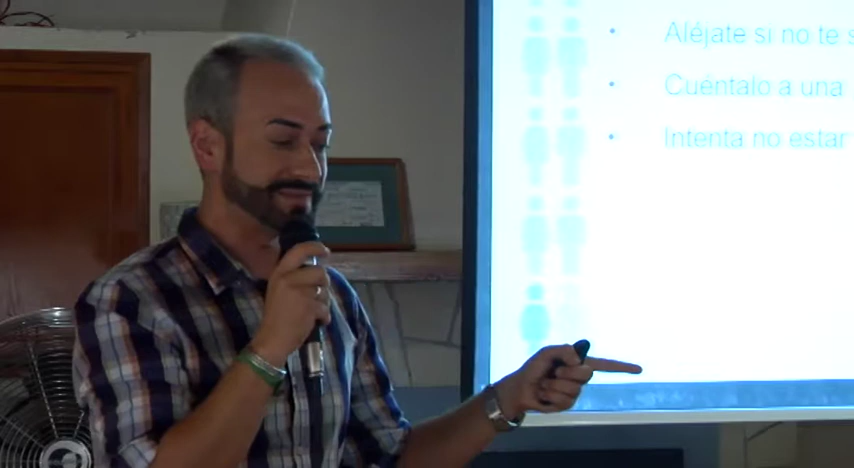 • Aléjate si no te s
• Cuéntalo a una
• Intenta no estar